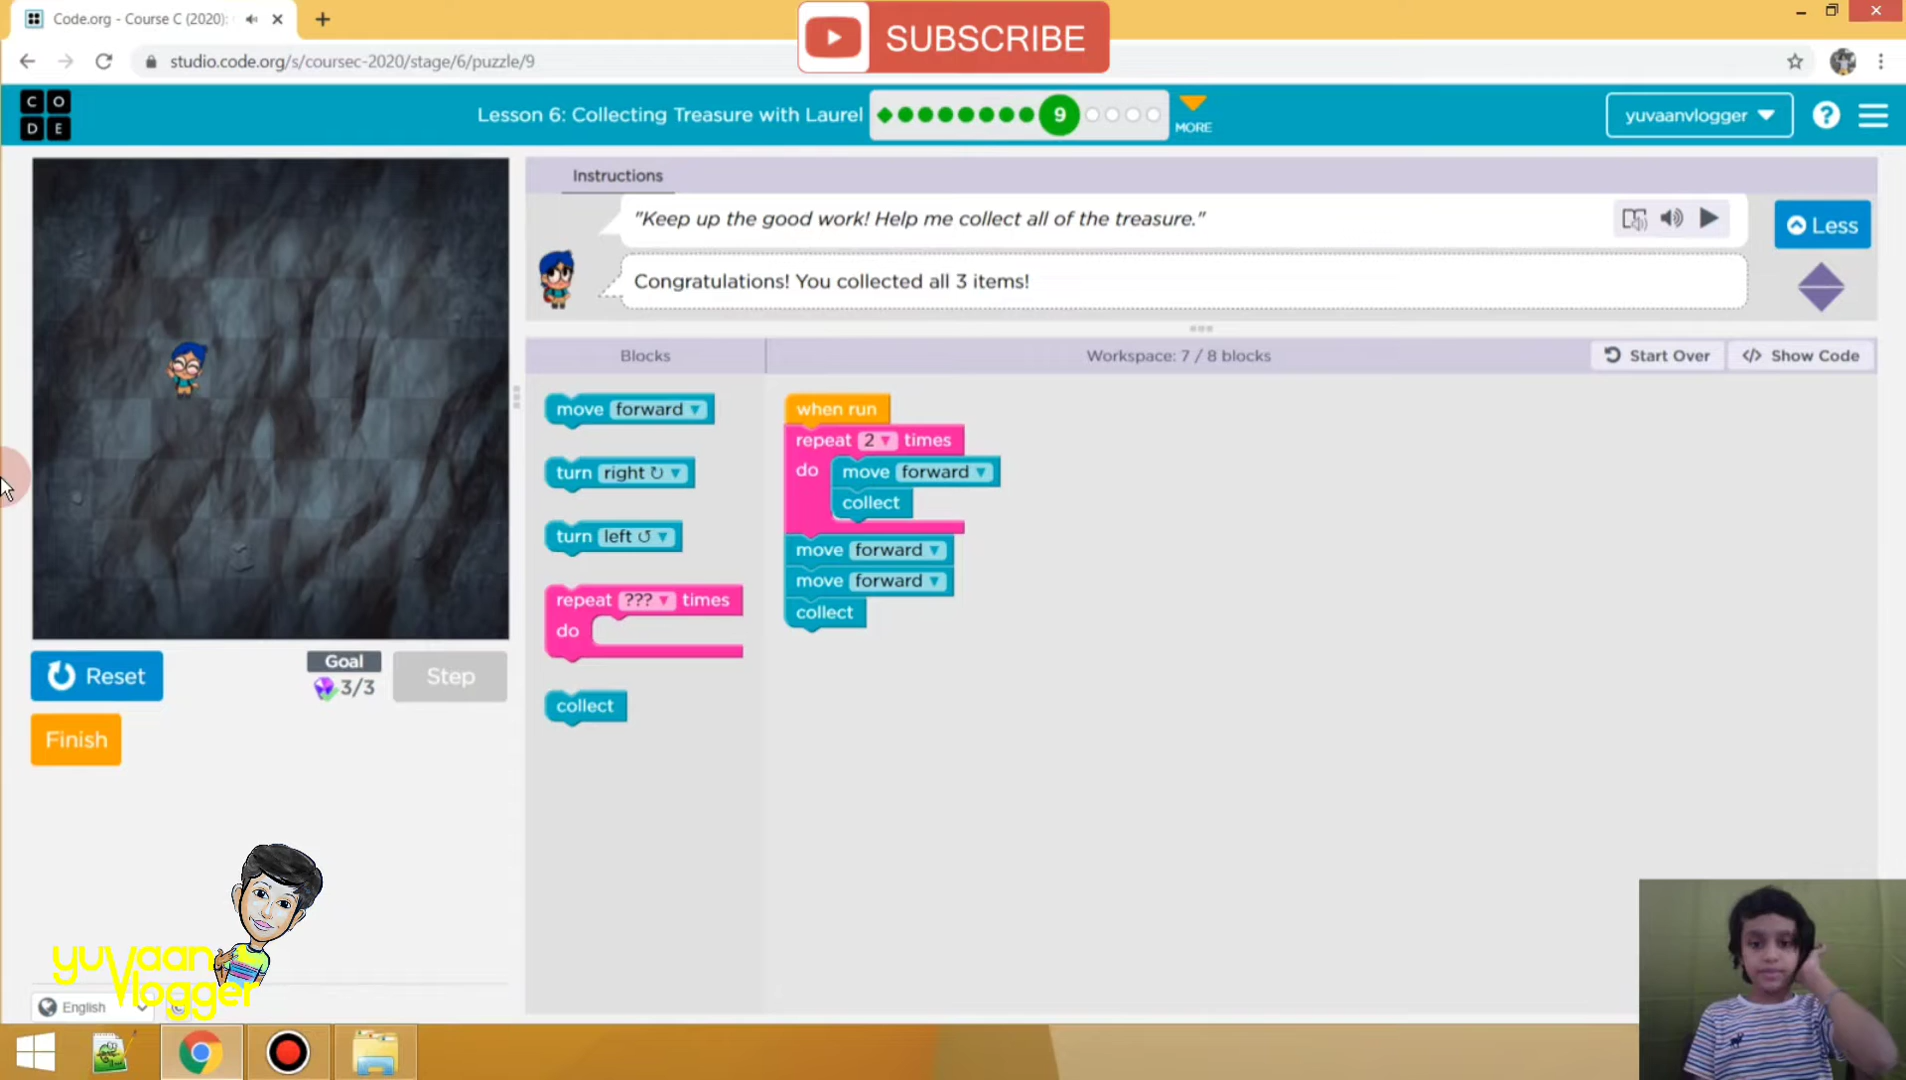 Code.org - Course C (2020):
SUBSCRIBE
studio.code.org/s/coursec-2020/stage/6/puzzle/9
C O
D E
Lesson 6: Collecting Treasure with Laurel
9
MORE
yuvaanvlogger
?
Instructions
"Keep up the good work! Help me collect all of the treasure."
Less
Congratulations! You collected all 3 items!
Blocks
Workspace: 7 / 8 blocks
Start Over
</> Show Code
move forward
turn right
turn left
repeat ??? times
do
collect
when run
repeat 2 times
do
move forward
collect
move forward
move forward
collect
Reset
Goal
3/3
Step
Finish
yuvaan
Vlogger
English